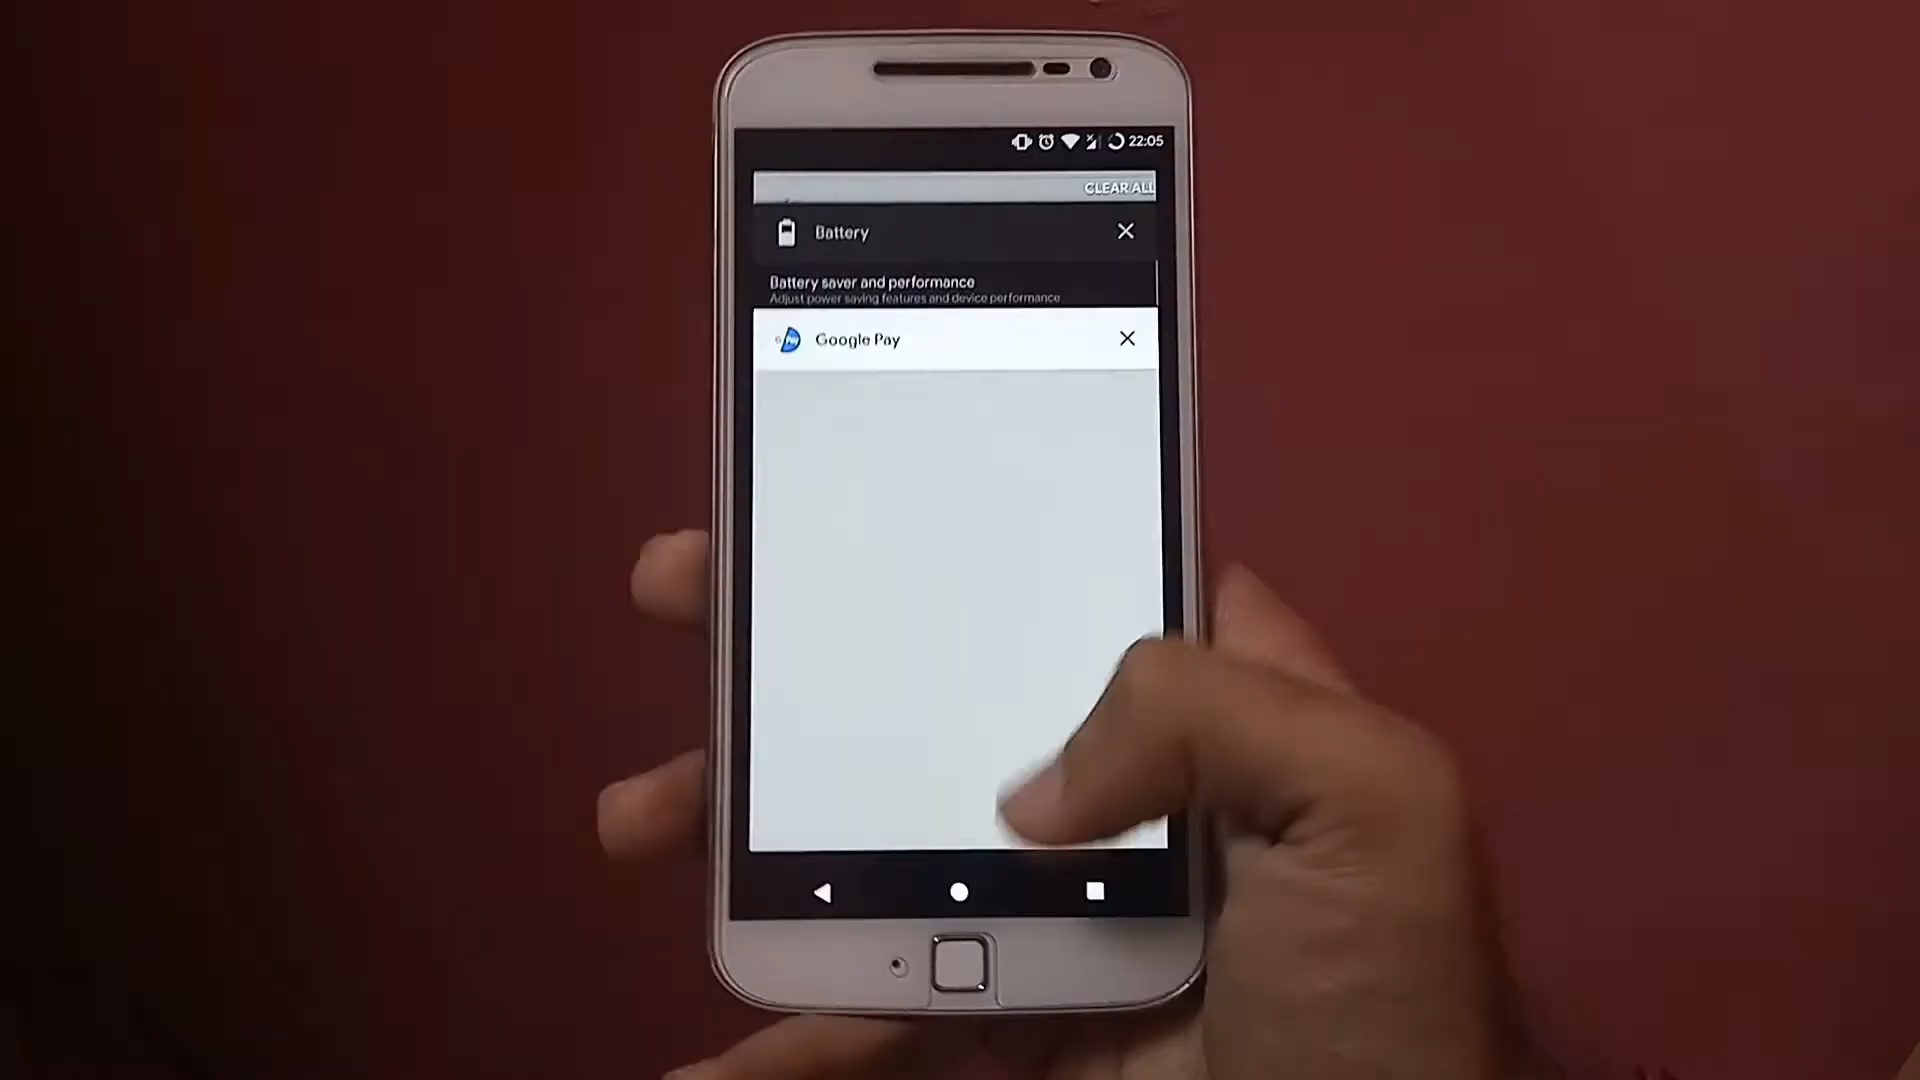 22:05
CLEAR ALL
Battery
Battery saver and performance
Adjust power saving features and device performance
Google Pay